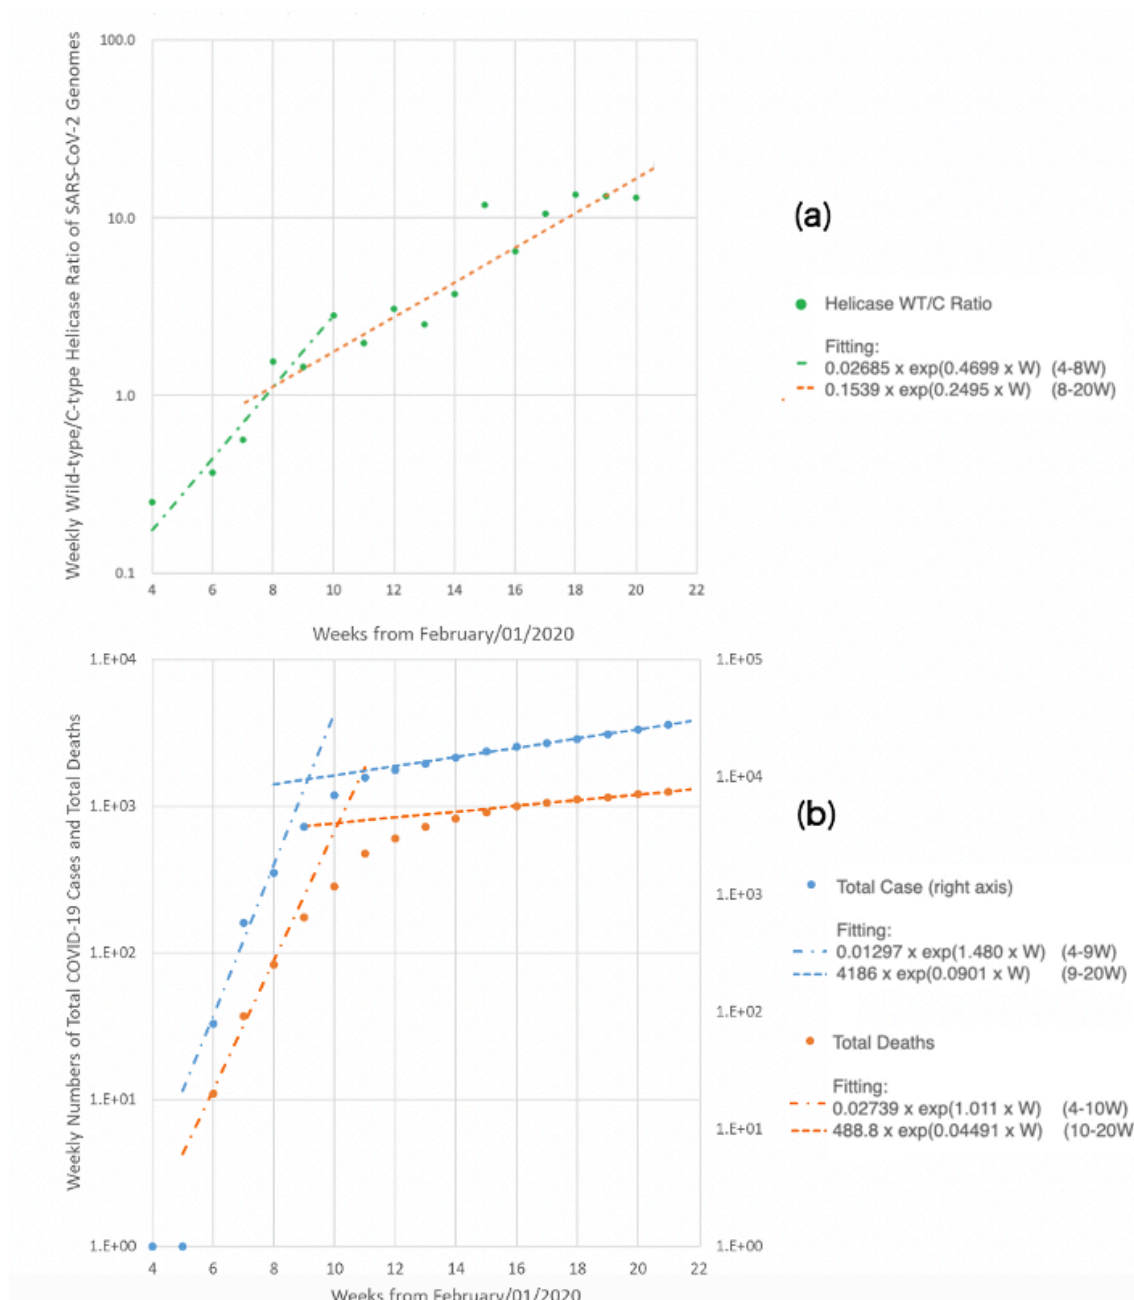 Weekly Wild-type/C-type Helicase Ratio of SARS-CoV-2 Genomes
100.0
10.0
1.0
0.1
4 6 8 10 12 14 16 18 20 22
Weeks from February/01/2020
(a)
Helicase WT/C Ratio
Fitting:
0.02685 x exp(0.4699 x W) (4-8W)
0.1539 x exp(0.2495 x W) (8-20W)
Weekly Numbers of Total COVID-19 Cases and Total Deaths
1.E+04
1.E+03
1.E+02
1.E+01
1.E+00
1.E+05
1.E+04
1.E+03
1.E+02
1.E+01
1.E+00
4 6 8 10 12 14 16 18 20 22
Weeks from February/01/2020
(b)
Total Case (right axis)
Fitting:
0.01297 x exp(1.480 x W) (4-9W)
4186 x exp(0.0901 x W) (9-20W)
Total Deaths
Fitting:
0.02739 x exp(1.011 x W) (4-10W)
488.8 x exp(0.04491 x W) (10-20W